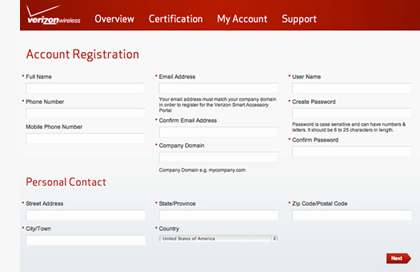 verizonwireless Overview Certification My Account Support
Account Registration
* Full Name
* Phone Number
Mobile Phone Number
* Email Address
Your email address must match your company domain
in order to register for the Verizon Smart Accessory
Portal
* Confirm Email Address
* Company Domain
Company Domain e.g. mycompany.com
* User Name
* Create Password
Password is case sensitive and can have numbers &
letters. It should be 6 to 25 characters in length.
* Confirm Password
Personal Contact
* Street Address
* State/Province
* Zip Code/Postal Code
* City/Town
* Country
United States of America
Next